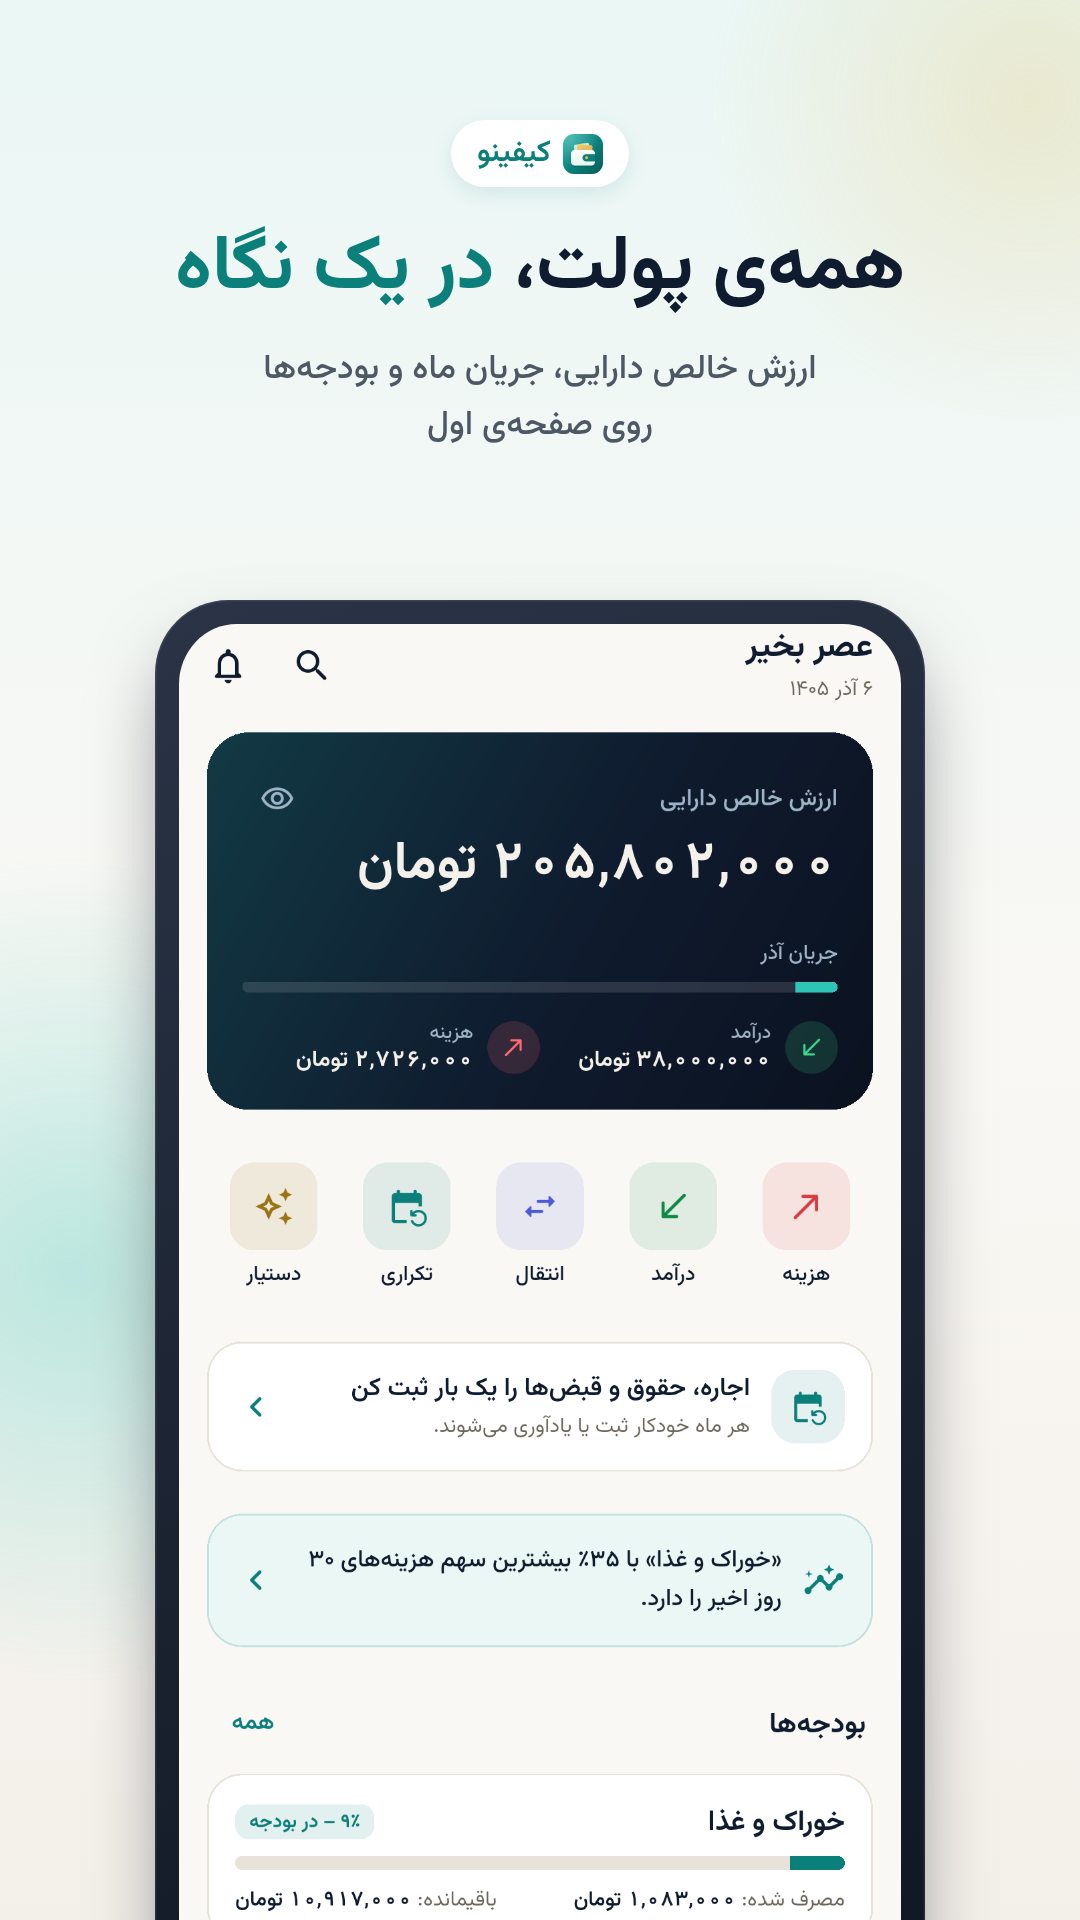 کیفینو
همه‌ی پولت، در یک نگاه
ارزش خالص دارایی، جریان ماه و بودجه‌ها
روی صفحه‌ی اول
عصر بخیر
۶ آذر ۱۴۰۵
ارزش خالص دارایی
۲۰۵,۸۰۲,۰۰۰ تومان
جریان آذر
درآمد
۳۸,۰۰۰,۰۰۰ تومان
هزینه
۲,۷۲۶,۰۰۰ تومان
هزینه
درآمد
انتقال
تکراری
دستیار
اجاره، حقوق و قبض‌ها را یک بار ثبت کن
هر ماه خودکار ثبت یا یادآوری می‌شوند.
«خوراک و غذا» با ۳۵٪ بیشترین سهم هزینه‌های ۳۰
روز اخیر را دارد.
بودجه‌ها
همه
خوراک و غذا
۹٪ – در بودجه
مصرف شده: ۱,۰۸۳,۰۰۰ تومان
باقیمانده: ۱۰,۹۱۷,۰۰۰ تومان